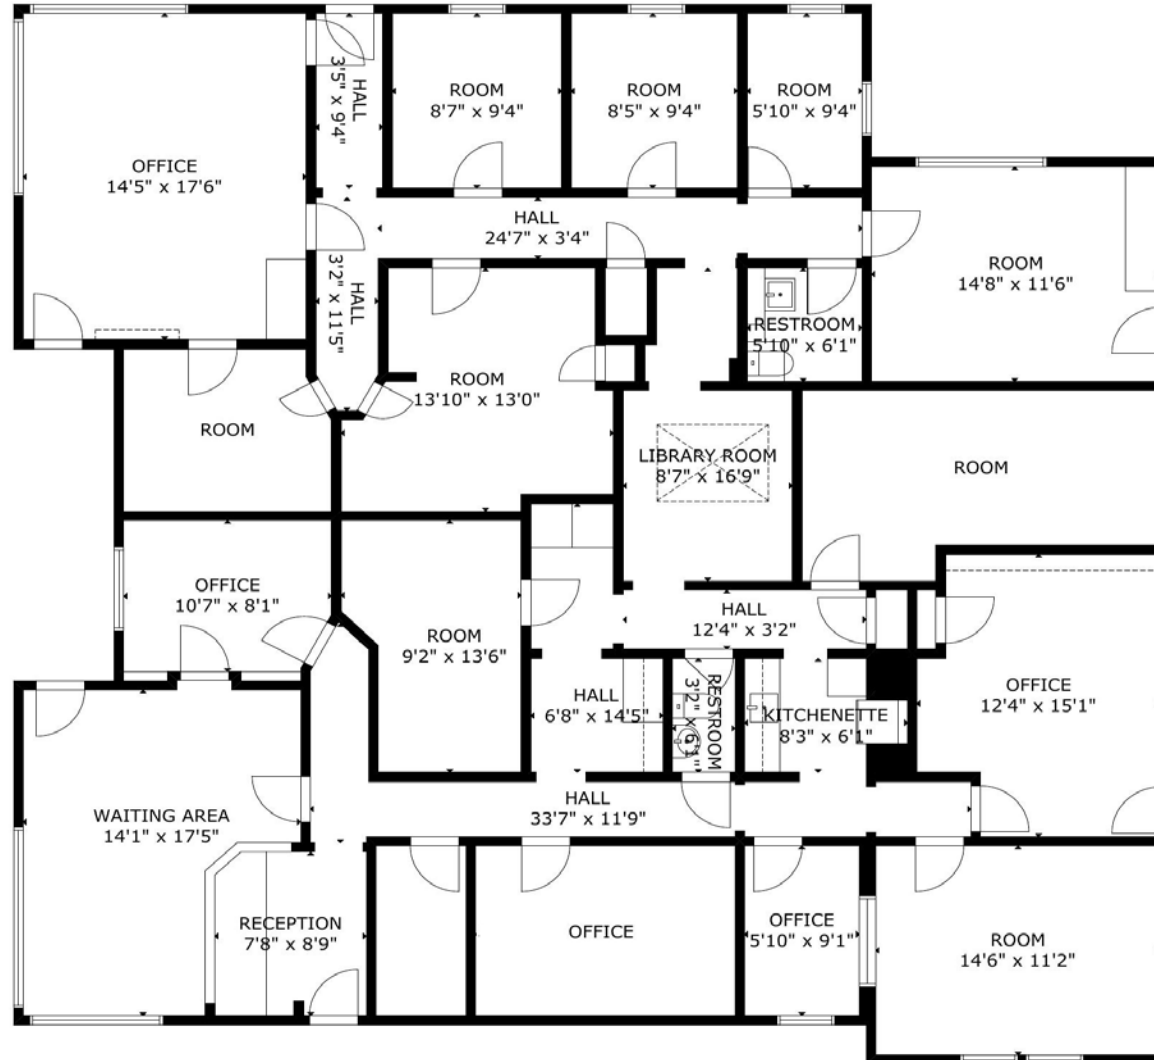 HALL
3'5" x 9'4"
ROOM
8'7" x 9'4"
ROOM
8'5" x 9'4"
ROOM
5'10" x 9'4"
OFFICE
14'5" x 17'6"
HALL
24'7" x 3'4"
HALL
3'2" x 11'5"
ROOM
14'8" x 11'6"
RESTROOM
5'10" x 6'1"
ROOM
13'10" x 13'0"
ROOM
LIBRARY ROOM
8'7" x 16'9"
ROOM
OFFICE
10'7" x 8'1"
ROOM
9'2" x 13'6"
HALL
12'4" x 3'2"
HALL
6'8" x 14'5"
RESTROOM
3'2" x 6'1"
KITCHENETTE
8'3" x 6'1"
OFFICE
12'4" x 15'1"
WAITING AREA
14'1" x 17'5"
HALL
33'7" x 11'9"
RECEPTION
7'8" x 8'9"
OFFICE
OFFICE
5'10" x 9'1"
ROOM
14'6" x 11'2"